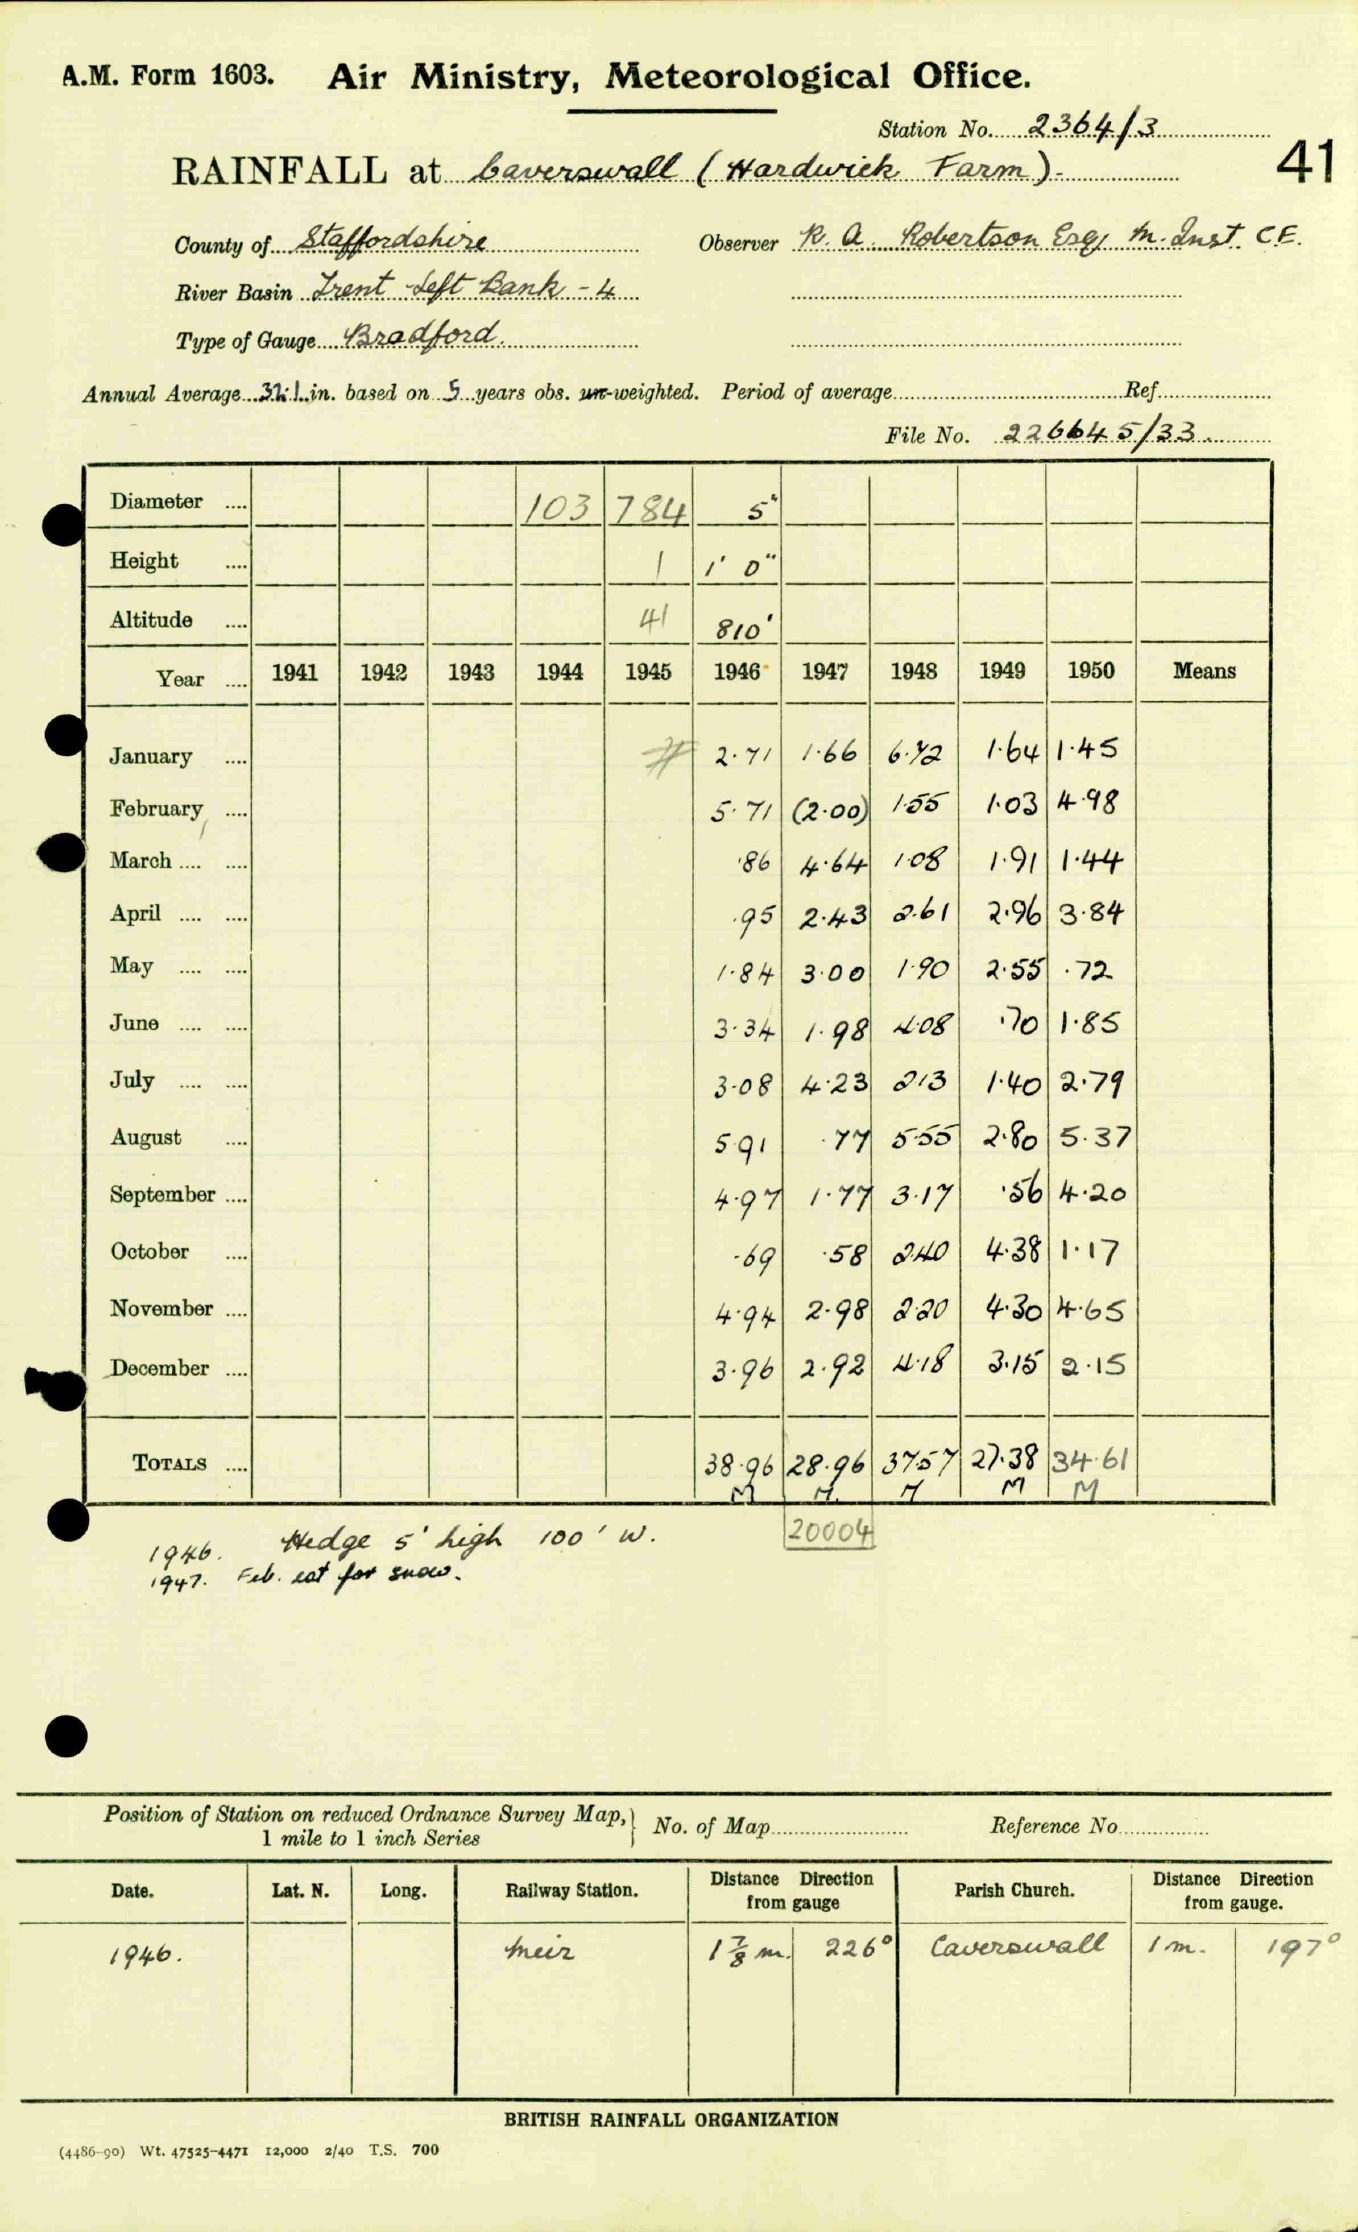 A.M. Form 1603. Air Ministry, Meteorological Office.
Station No. 2364/3
RAINFALL at Caverswall (Hardwick Farm).
41
County of Staffordshire Observer R. A. Robertson Esq, M. Inst. C.E.
River Basin Trent Left Bank - 4
Type of Gauge Bradford.
Annual Average 32.1 in. based on 5 years obs. un-weighted. Period of average Ref
File No. 226645/33
Diameter .... 103 784 5"
Height .... 1 1' 0"
Altitude .... 41 810'
Year .... 1941 1942 1943 1944 1945 1946 1947 1948 1949 1950 Means
January .... 2.71 1.66 6.72 1.64 1.45
February .... 5.71 (2.00) 1.55 1.03 4.98
March .... .... .86 4.64 1.08 1.91 1.44
April .... .... .95 2.43 2.61 2.96 3.84
May .... .... 1.84 3.00 1.90 2.55 .72
June .... .... 3.34 1.98 4.08 .70 1.85
July .... .... 3.08 4.23 2.13 1.40 2.79
August .... 5.91 .77 5.55 2.80 5.37
September .... 4.97 1.77 3.17 .56 4.20
October .... .69 .58 2.40 4.38 1.17
November .... 4.94 2.98 2.20 4.30 4.65
December .... 3.96 2.92 4.18 3.15 2.15
TOTALS .... 38.96 28.96 37.57 27.38 34.61
M M. M M M
20004
1946. Hedge 5' high 100' W.
1947. Feb. est for snow.
Position of Station on reduced Ordnance Survey Map, } No. of Map Reference No
1 mile to 1 inch Series
Date. Lat. N. Long. Railway Station. Distance Direction from gauge Parish Church. Distance Direction from gauge.
1946. Meir 1 7/8 m. 226° Caverswall 1 m. 197°
BRITISH RAINFALL ORGANIZATION
(4486-90) Wt. 47525-4471 12,000 2/40 T.S. 700